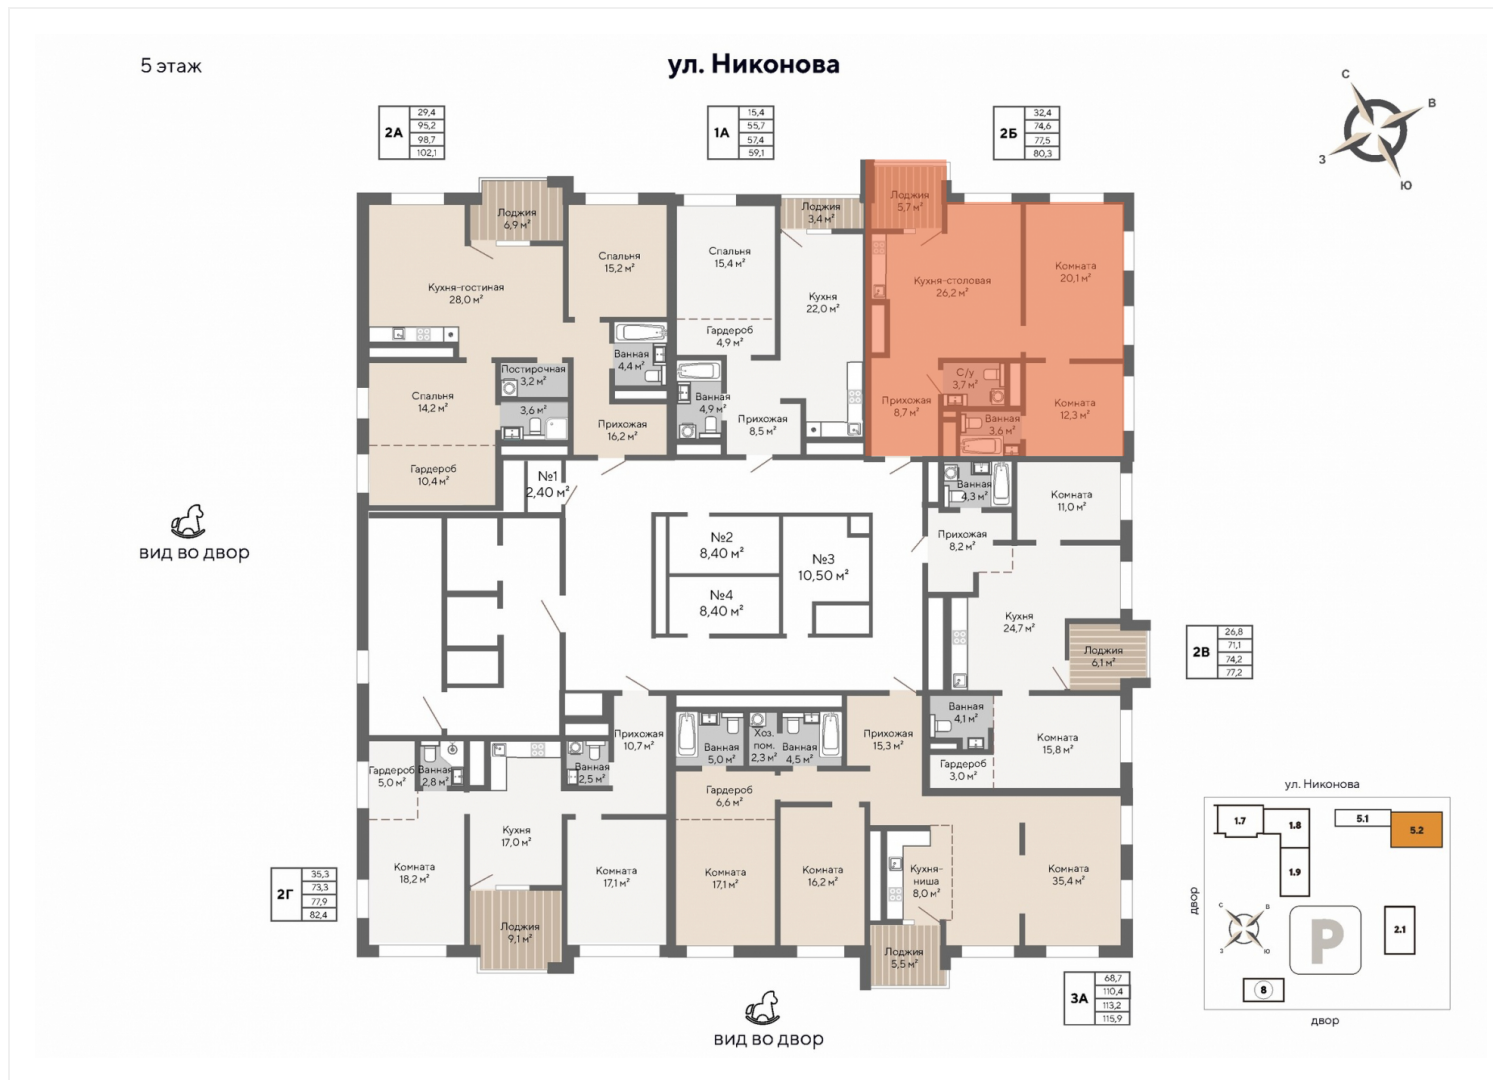 5 этаж
ул. Никонова
С
В
З
Ю
2А
29,4
95,2
98,7
102,1
1А
15,4
55,7
57,4
59,1
2Б
32,4
74,6
77,5
80,3
Лоджия
6,9 м²
Спальня
15,2 м²
Кухня-гостиная
28,0 м²
Ванная
4,4 м²
Постирочная
3,2 м²
3,6 м²
Спальня
14,2 м²
Гардероб
10,4 м²
Прихожая
16,2 м²
Спальня
15,4 м²
Гардероб
4,9 м²
Лоджия
3,4 м²
Кухня
22,0 м²
Ванная
4,9 м²
Прихожая
8,5 м²
Лоджия
5,7 м²
Кухня-столовая
26,2 м²
Комната
20,1 м²
С/у
3,7 м²
Прихожая
8,7 м²
Ванная
3,6 м²
Комната
12,3 м²
№1
2,40 м²
№2
8,40 м²
№3
10,50 м²
№4
8,40 м²
Ванная
4,3 м²
Комната
11,0 м²
Прихожая
8,2 м²
Кухня
24,7 м²
Лоджия
6,1 м²
Ванная
4,1 м²
Комната
15,8 м²
Гардероб
3,0 м²
2В
26,8
71,1
74,2
77,2
вид во двор
Прихожая
10,7 м²
Гардероб
5,0 м²
Ванная
2,8 м²
Ванная
2,5 м²
Кухня
17,0 м²
Комната
18,2 м²
Комната
17,1 м²
Лоджия
9,1 м²
2Г
35,3
73,3
77,9
82,4
Ванная
5,0 м²
Хоз.
пом.
2,3 м²
Ванная
4,5 м²
Прихожая
15,3 м²
Гардероб
6,6 м²
Комната
17,1 м²
Комната
16,2 м²
Кухня-
ниша
8,0 м²
Комната
35,4 м²
Лоджия
5,5 м²
3А
68,7
110,4
113,2
115,9
вид во двор
ул. Никонова
1.7
1.8
1.9
5.1
5.2
2.1
8
Р
С
В
З
Ю
двор
двор